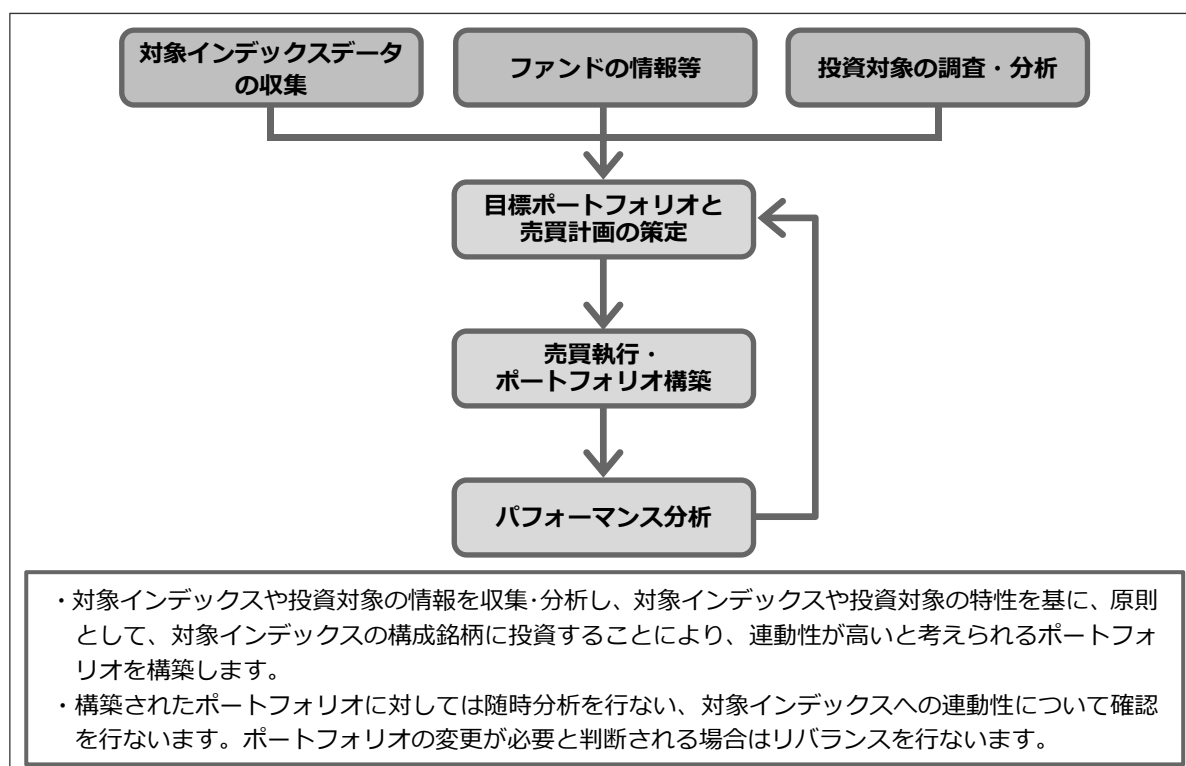 対象インデックスデータ
の収集
ファンドの情報等
投資対象の調査・分析
目標ポートフォリオと
売買計画の策定
売買執行・
ポートフォリオ構築
パフォーマンス分析
・対象インデックスや投資対象の情報を収集･分析し、対象インデックスや投資対象の特性を基に、原則
として、対象インデックスの構成銘柄に投資することにより、連動性が高いと考えられるポートフォ
リオを構築します。
・構築されたポートフォリオに対しては随時分析を行ない、対象インデックスへの連動性について確認
を行ないます。ポートフォリオの変更が必要と判断される場合はリバランスを行ないます。